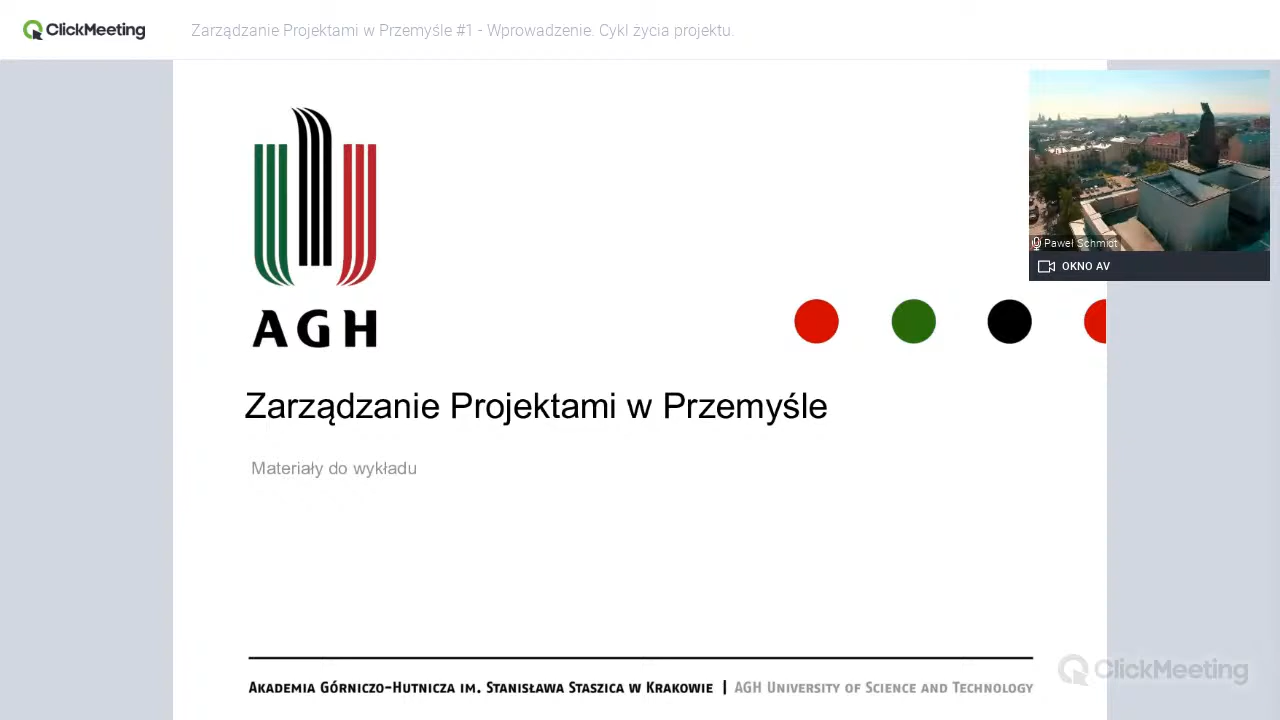 ClickMeeting
Zarządzanie Projektami w Przemyśle #1 - Wprowadzenie. Cykl życia projektu.
Paweł Schmidt
OKNO AV
AGH
Zarządzanie Projektami w Przemyśle
Materiały do wykładu
Akademia Górniczo-Hutnicza im. Stanisława Staszica w Krakowie | AGH University of Science and Technology
ClickMeeting